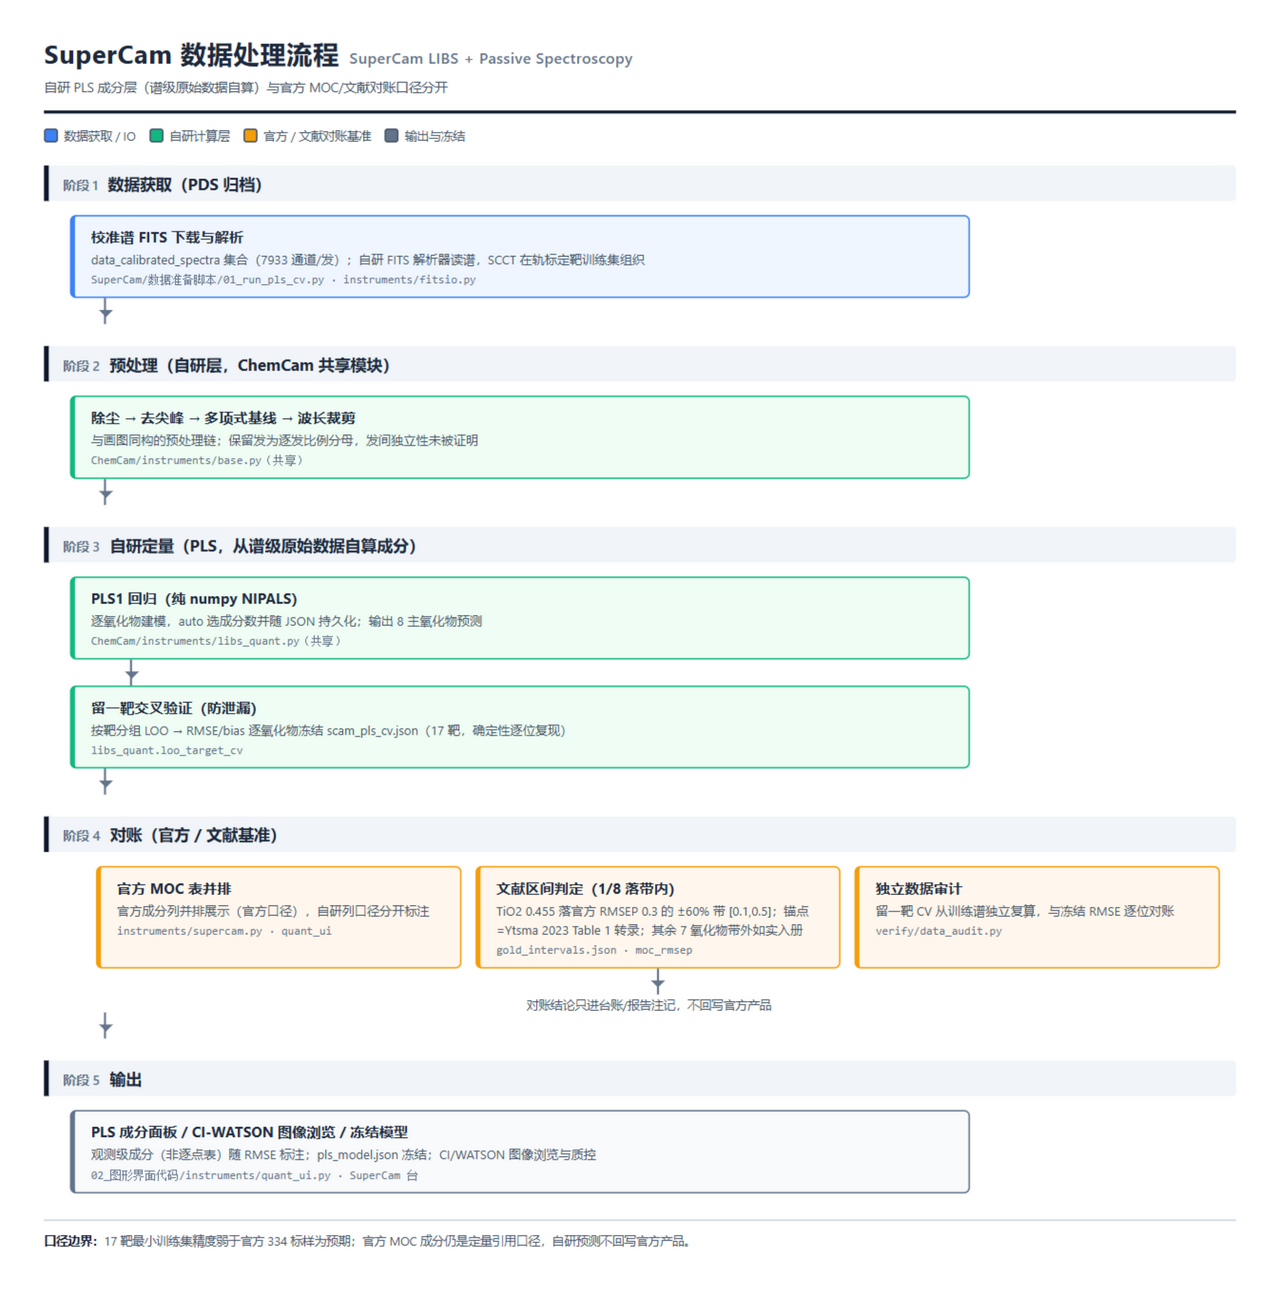 SuperCam 数据处理流程 SuperCam LIBS + Passive Spectroscopy
自研 PLS 成分层（谱级原始数据自算）与官方 MOC/文献对账口径分开
数据获取 / IO 自研计算层 官方 / 文献对账基准 输出与冻结
阶段 1 数据获取（PDS 归档）
校准谱 FITS 下载与解析
data_calibrated_spectra 集合（7933 通道/发）；自研 FITS 解析器读谱，SCCT 在轨标定靶训练集组织
SuperCam/数据准备脚本/01_run_pls_cv.py · instruments/fitsio.py
阶段 2 预处理（自研层，ChemCam 共享模块）
除尘 → 去尖峰 → 多项式基线 → 波长裁剪
与画图同构的预处理链；保留发为逐发比例分母，发间独立性未被证明
ChemCam/instruments/base.py（共享）
阶段 3 自研定量（PLS，从谱级原始数据自算成分）
PLS1 回归（纯 numpy NIPALS）
逐氧化物建模，auto 选成分数并随 JSON 持久化；输出 8 主氧化物预测
ChemCam/instruments/libs_quant.py（共享）
留一靶交叉验证（防泄漏）
按靶分组 LOO → RMSE/bias 逐氧化物冻结 scam_pls_cv.json（17 靶，确定性逐位复现）
libs_quant.loo_target_cv
阶段 4 对账（官方 / 文献基准）
官方 MOC 表并排
官方成分列并排展示（官方口径），自研列口径分开标注
instruments/supercam.py · quant_ui
文献区间判定（1/8 落带内）
TiO2 0.455 落官方 RMSEP 0.3 的 ±60% 带 [0.1,0.5]；锚点
=Ytsma 2023 Table 1 转录；其余 7 氧化物带外如实入册
gold_intervals.json · moc_rmsep
独立数据审计
留一靶 CV 从训练谱独立复算，与冻结 RMSE 逐位对账
verify/data_audit.py
对账结论只进台账/报告注记，不回写官方产品
阶段 5 输出
PLS 成分面板 / CI-WATSON 图像浏览 / 冻结模型
观测级成分（非逐点表）随 RMSE 标注；pls_model.json 冻结；CI/WATSON 图像浏览与质控
02_图形界面代码/instruments/quant_ui.py · SuperCam 台
口径边界：17 靶最小训练集精度弱于官方 334 标样为预期；官方 MOC 成分仍是定量引用口径，自研预测不回写官方产品。